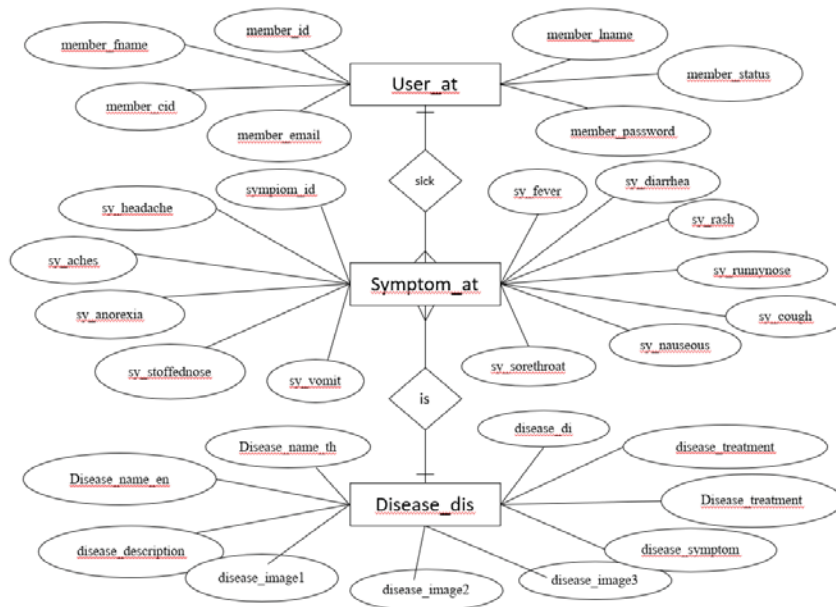 member_id
member_lname
member_fname
member_status
User_at
member_cid
member_email
member_password
sick
sympiom_id
sy_fever
sy_diarrhea
sy_headache
sy_rash
sy_aches
sy_runnynose
Symptom_at
sy_anorexia
sy_cough
sy_nauseous
sy_stoffednose
sy_vomit
sy_sorethroat
is
Disease_name_th
disease_di
disease_treatment
Disease_name_en
Disease_treatment
Disease_dis
disease_description
disease_symptom
disease_image1
disease_image2
disease_image3